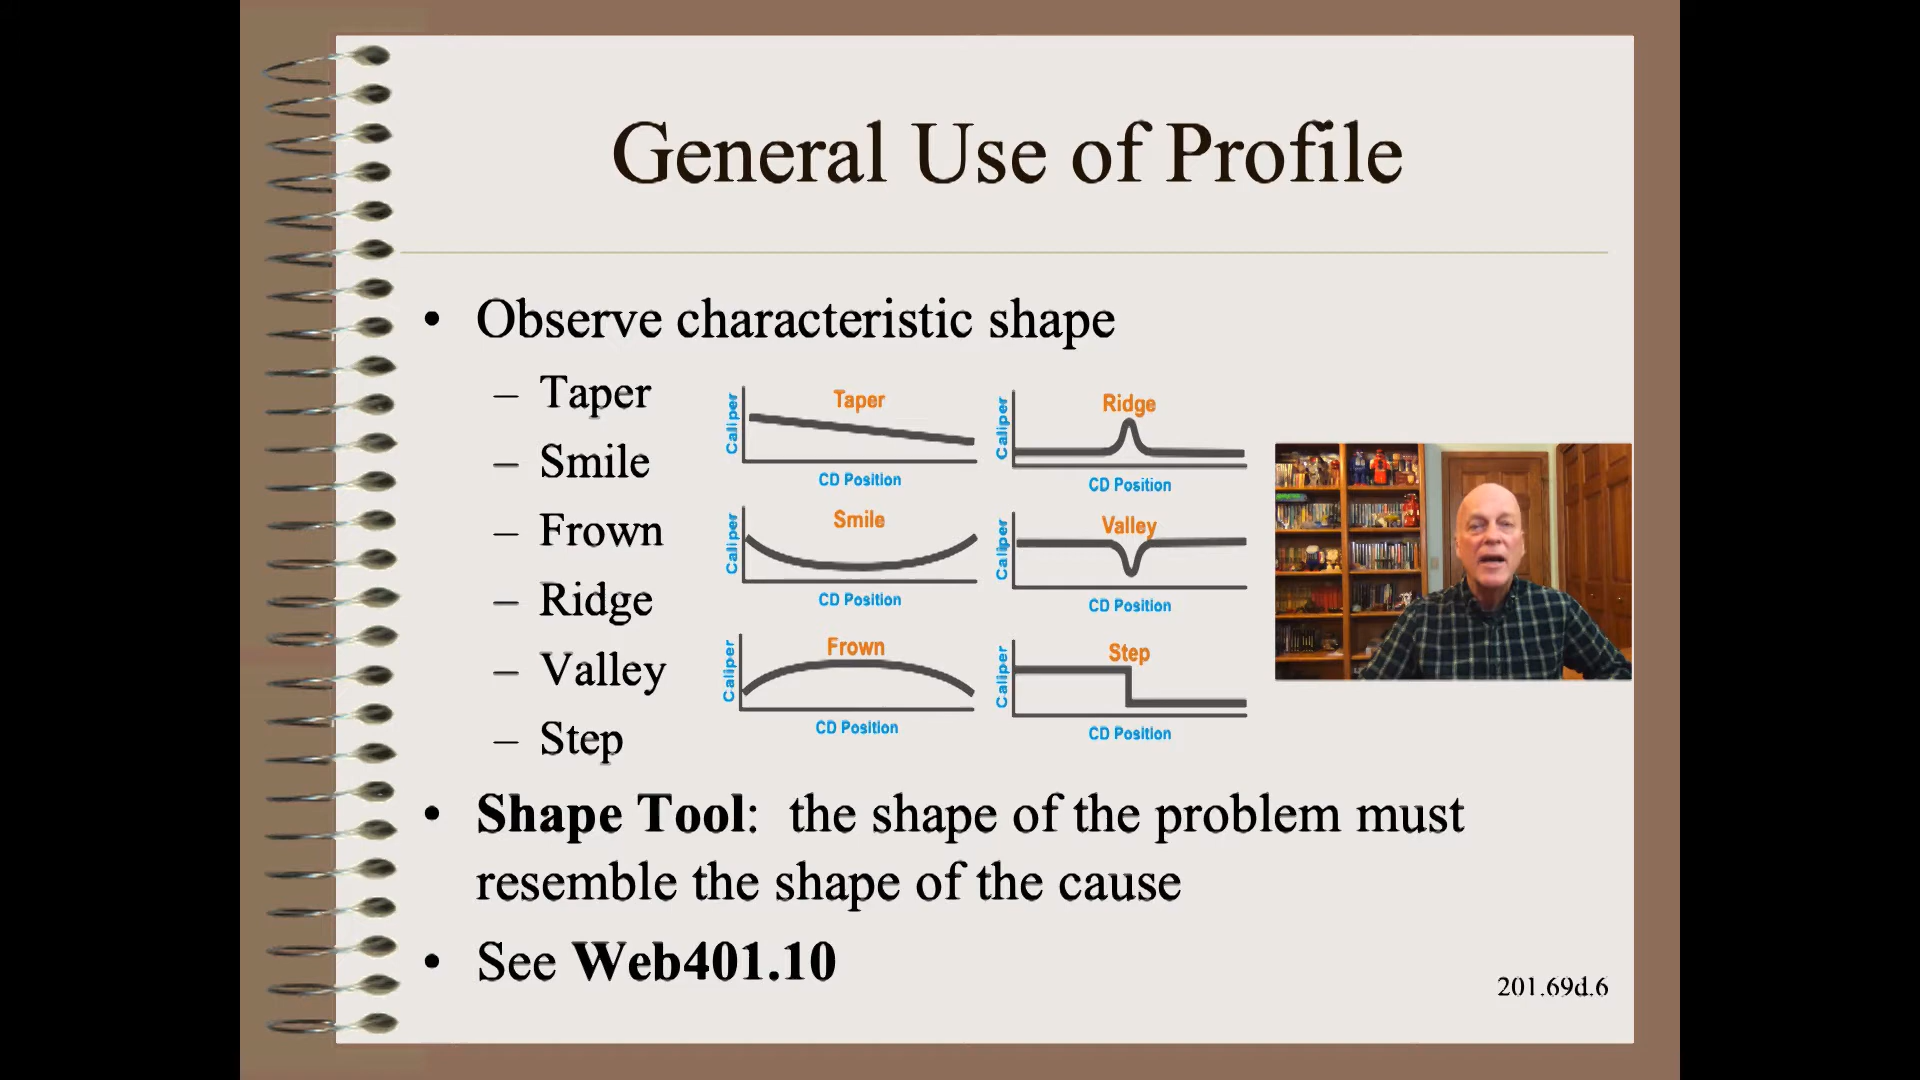 General Use of Profile
• Observe characteristic shape
– Taper
– Smile
– Frown
– Ridge
– Valley
– Step
Taper
Caliper
CD Position
Ridge
Caliper
CD Position
Smile
Caliper
CD Position
Valley
Caliper
CD Position
Frown
Caliper
CD Position
Step
Caliper
CD Position
• Shape Tool: the shape of the problem must
resemble the shape of the cause
• See Web401.10
201.69d.6